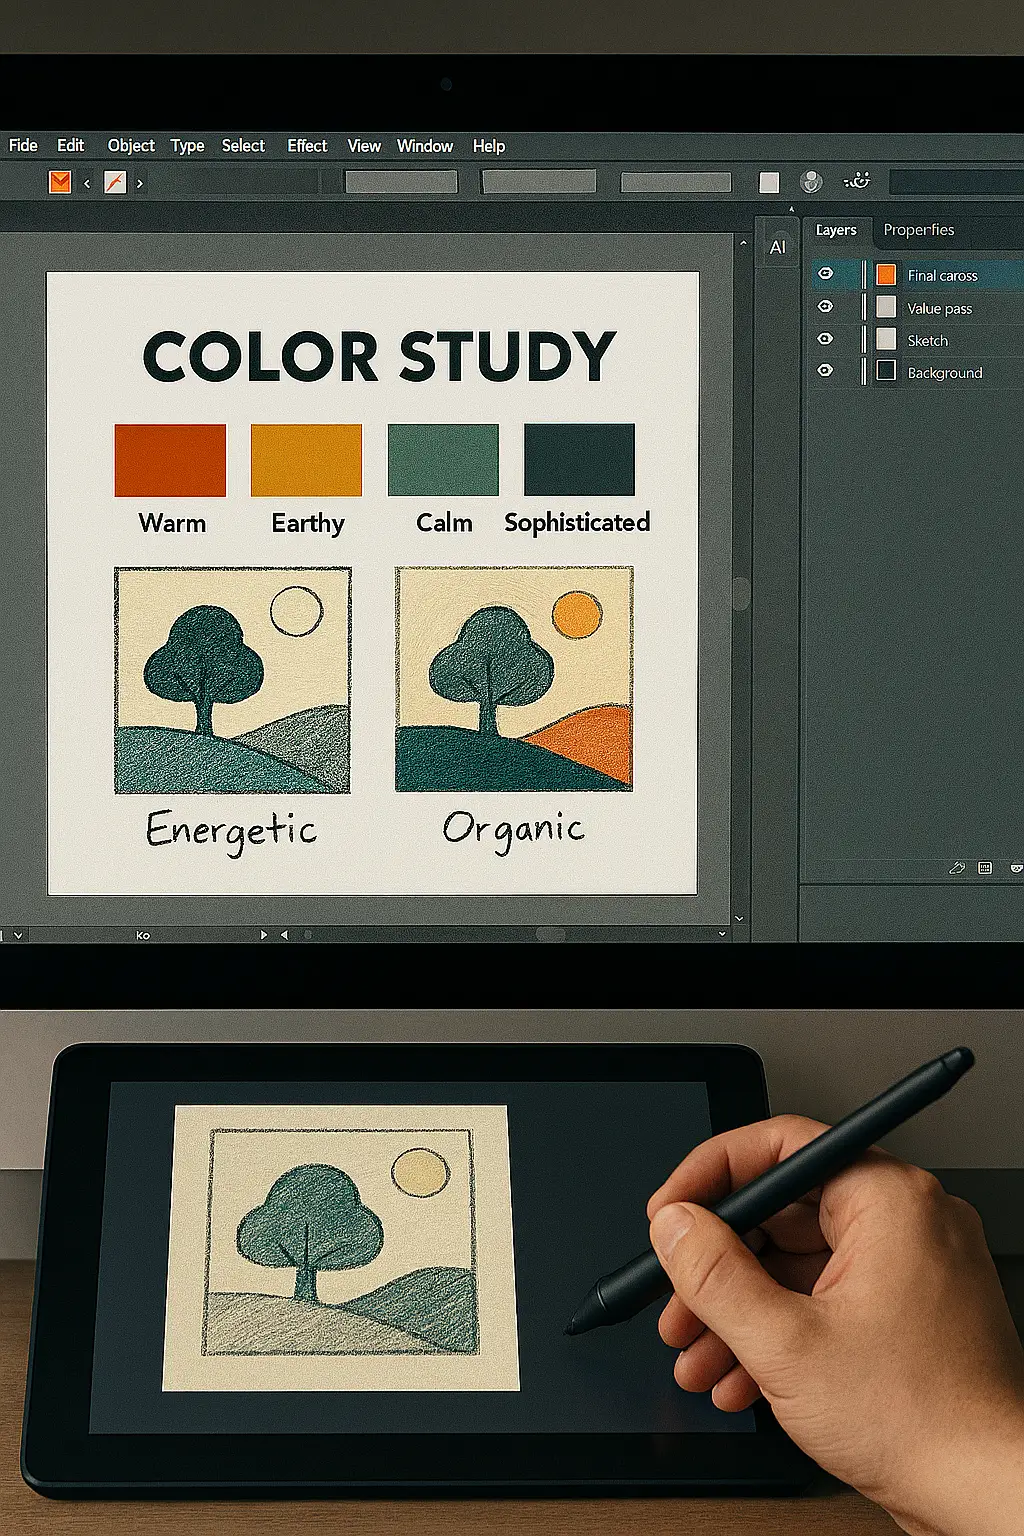 Fide Edit Object Type Select Effect View Window Help
Layers Properfies
AI
Final caross
Value pass
Sketch
Background
COLOR STUDY
Warm Earthy Calm Sophisticated
Energetic Organic
Ko